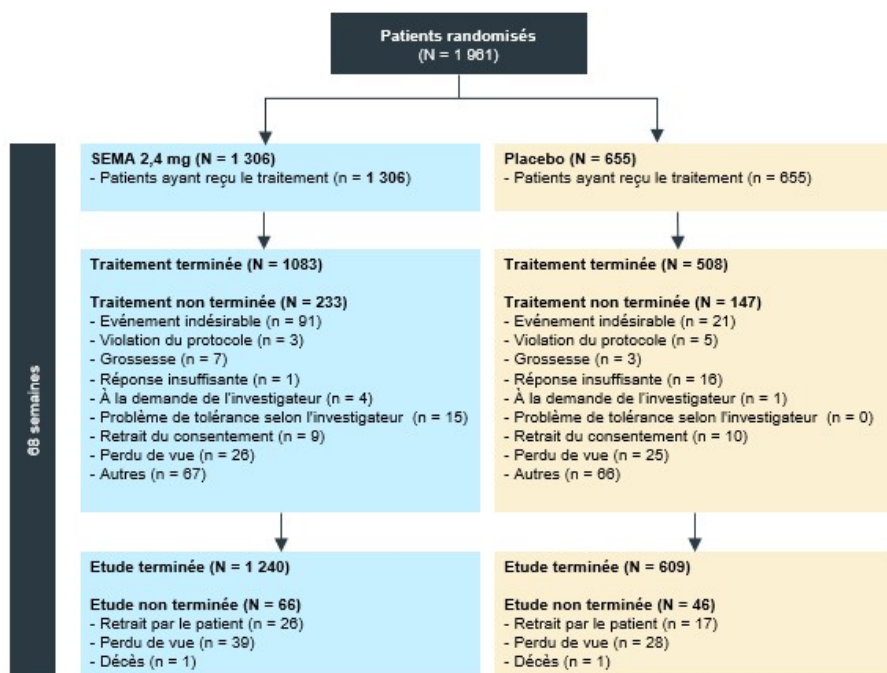 Patients randomisés
(N = 1 961)
68 semaines
SEMA 2,4 mg (N = 1 306)
- Patients ayant reçu le traitement (n = 1 306)
Placebo (N = 655)
- Patients ayant reçu le traitement (n = 655)
Traitement terminée (N = 1083)
Traitement non terminée (N = 233)
- Evénement indésirable (n = 91)
- Violation du protocole (n = 3)
- Grossesse (n = 7)
- Réponse insuffisante (n = 1)
- À la demande de l'investigateur (n = 4)
- Problème de tolérance selon l'investigateur (n = 15)
- Retrait du consentement (n = 9)
- Perdu de vue (n = 26)
- Autres (n = 67)
Traitement terminée (N = 508)
Traitement non terminée (N = 147)
- Evénement indésirable (n = 21)
- Violation du protocole (n = 5)
- Grossesse (n = 3)
- Réponse insuffisante (n = 16)
- À la demande de l'investigateur (n = 1)
- Problème de tolérance selon l'investigateur (n = 0)
- Retrait du consentement (n = 10)
- Perdu de vue (n = 25)
- Autres (n = 66)
Etude terminée (N = 1 240)
Etude non terminée (N = 66)
- Retrait par le patient (n = 26)
- Perdu de vue (n = 39)
- Décès (n = 1)
Etude terminée (N = 609)
Etude non terminée (N = 46)
- Retrait par le patient (n = 17)
- Perdu de vue (n = 28)
- Décès (n = 1)